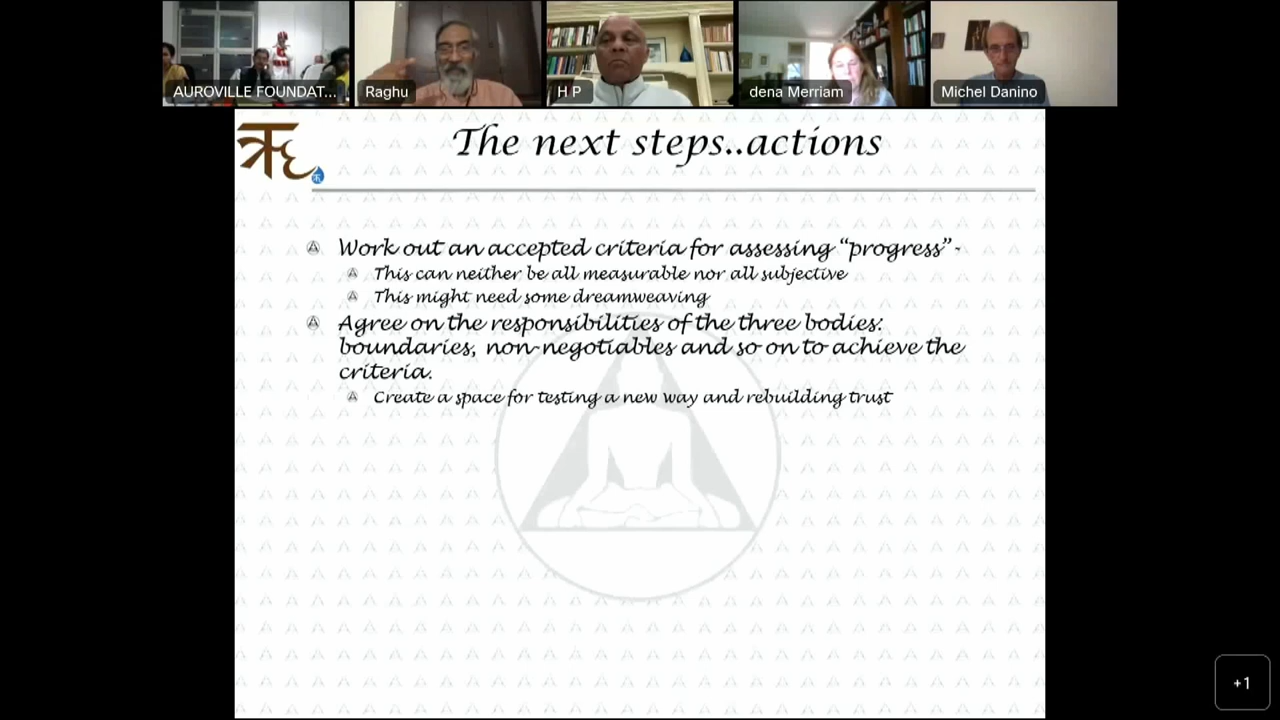 AUROVILLE FOUNDAT...
Raghu
H P
dena Merriam
Michel Danino
The next steps..actions
Work out an accepted criteria for assessing “progress”-
This can neither be all measurable nor all subjective
This might need some dreamweaving
Agree on the responsibilities of the three bodies:
boundaries, non-negotiables and so on to achieve the
criteria.
Create a space for testing a new way and rebuilding trust
+1